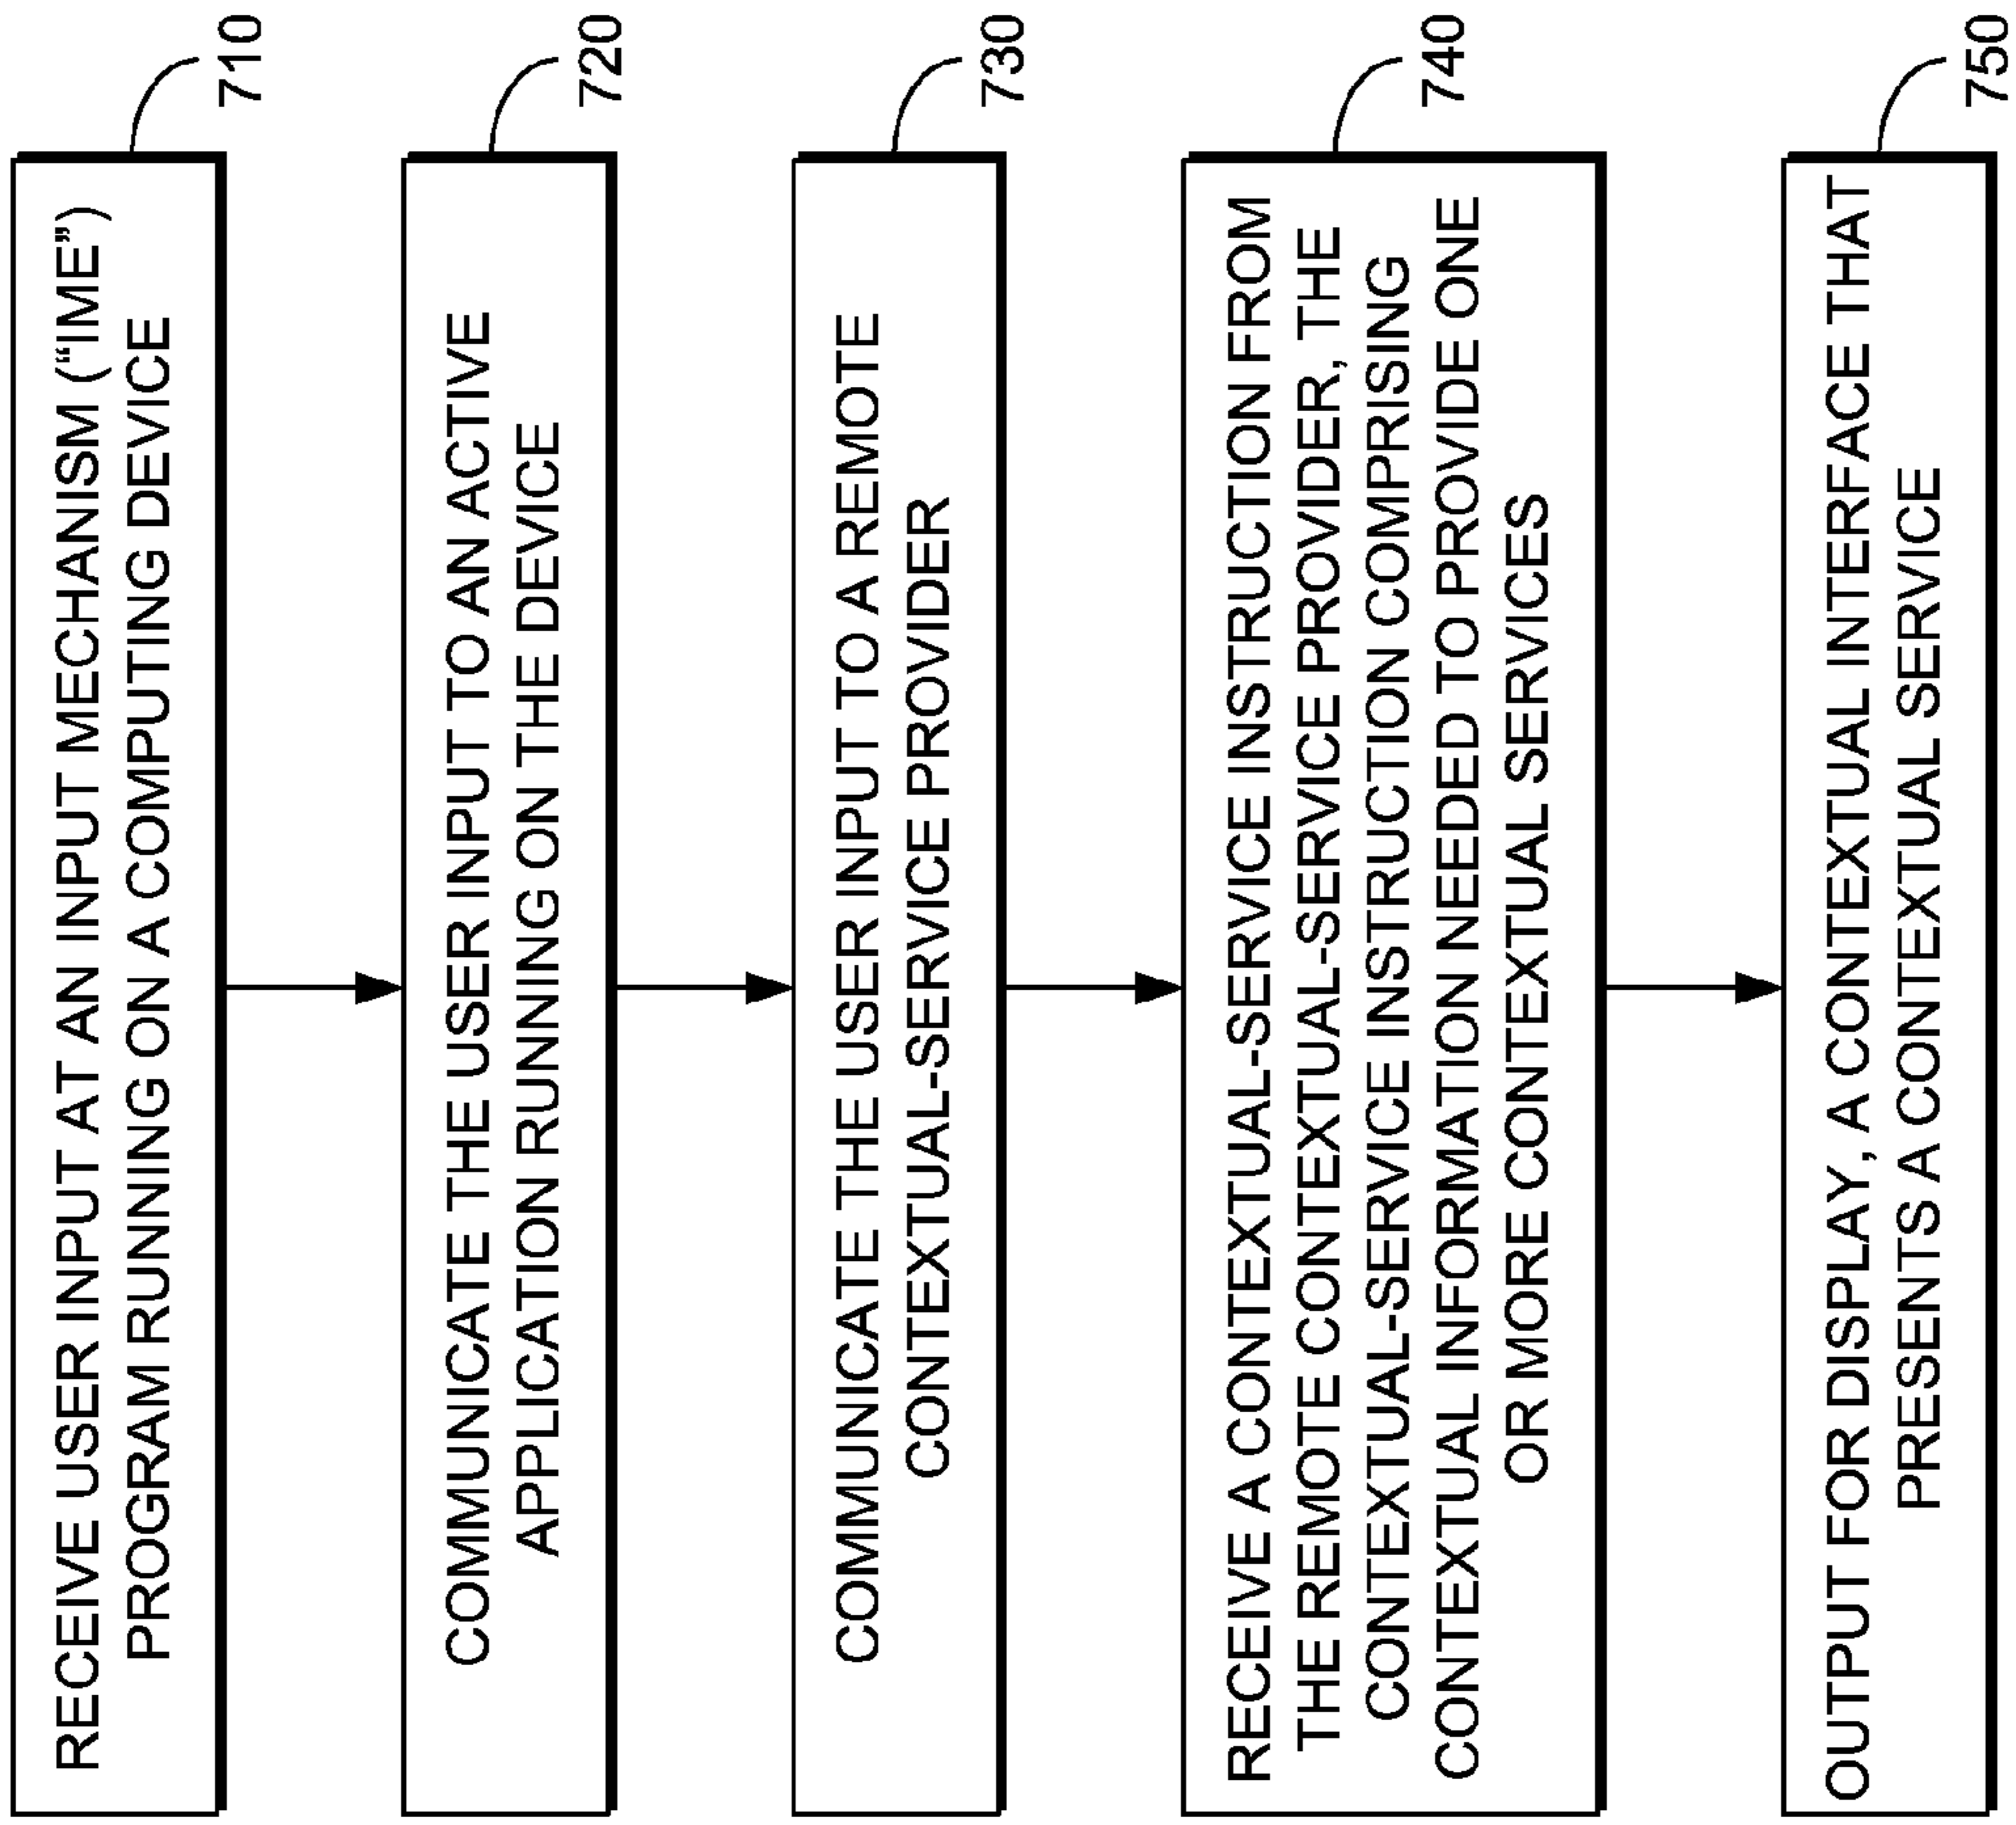 RECEIVE USER INPUT AT AN INPUT MECHANISM (“IME”)
PROGRAM RUNNING ON A COMPUTING DEVICE
710
COMMUNICATE THE USER INPUT TO AN ACTIVE
APPLICATION RUNNING ON THE DEVICE
720
COMMUNICATE THE USER INPUT TO A REMOTE
CONTEXTUAL-SERVICE PROVIDER
730
RECEIVE A CONTEXTUAL-SERVICE INSTRUCTION FROM
THE REMOTE CONTEXTUAL-SERVICE PROVIDER, THE
CONTEXTUAL-SERVICE INSTRUCTION COMPRISING
CONTEXTUAL INFORMATION NEEDED TO PROVIDE ONE
OR MORE CONTEXTUAL SERVICES
740
OUTPUT FOR DISPLAY, A CONTEXTUAL INTERFACE THAT
PRESENTS A CONTEXTUAL SERVICE
750